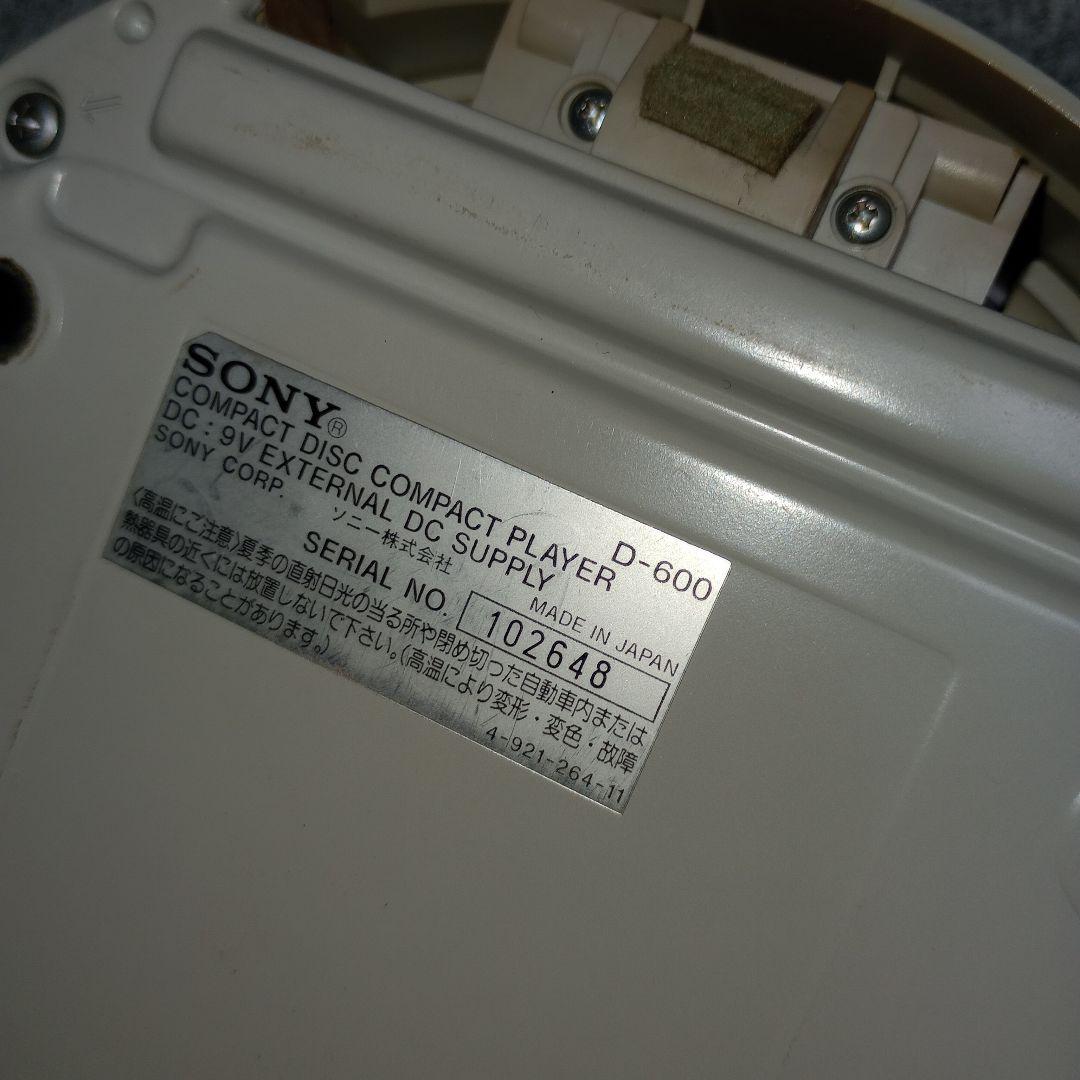 SONY®
COMPACT DISC COMPACT PLAYER D-600
DC : 9V EXTERNAL DC SUPPLY
SONY CORP. ソニー株式会社 MADE IN JAPAN
SERIAL NO. 102648
〈高温にご注意〉夏季の直射日光の当る所や閉め切った自動車内または
熱器具の近くには放置しないで下さい。(高温により変形・変色・故障
の原因になることがあります。)
4-921-264-11